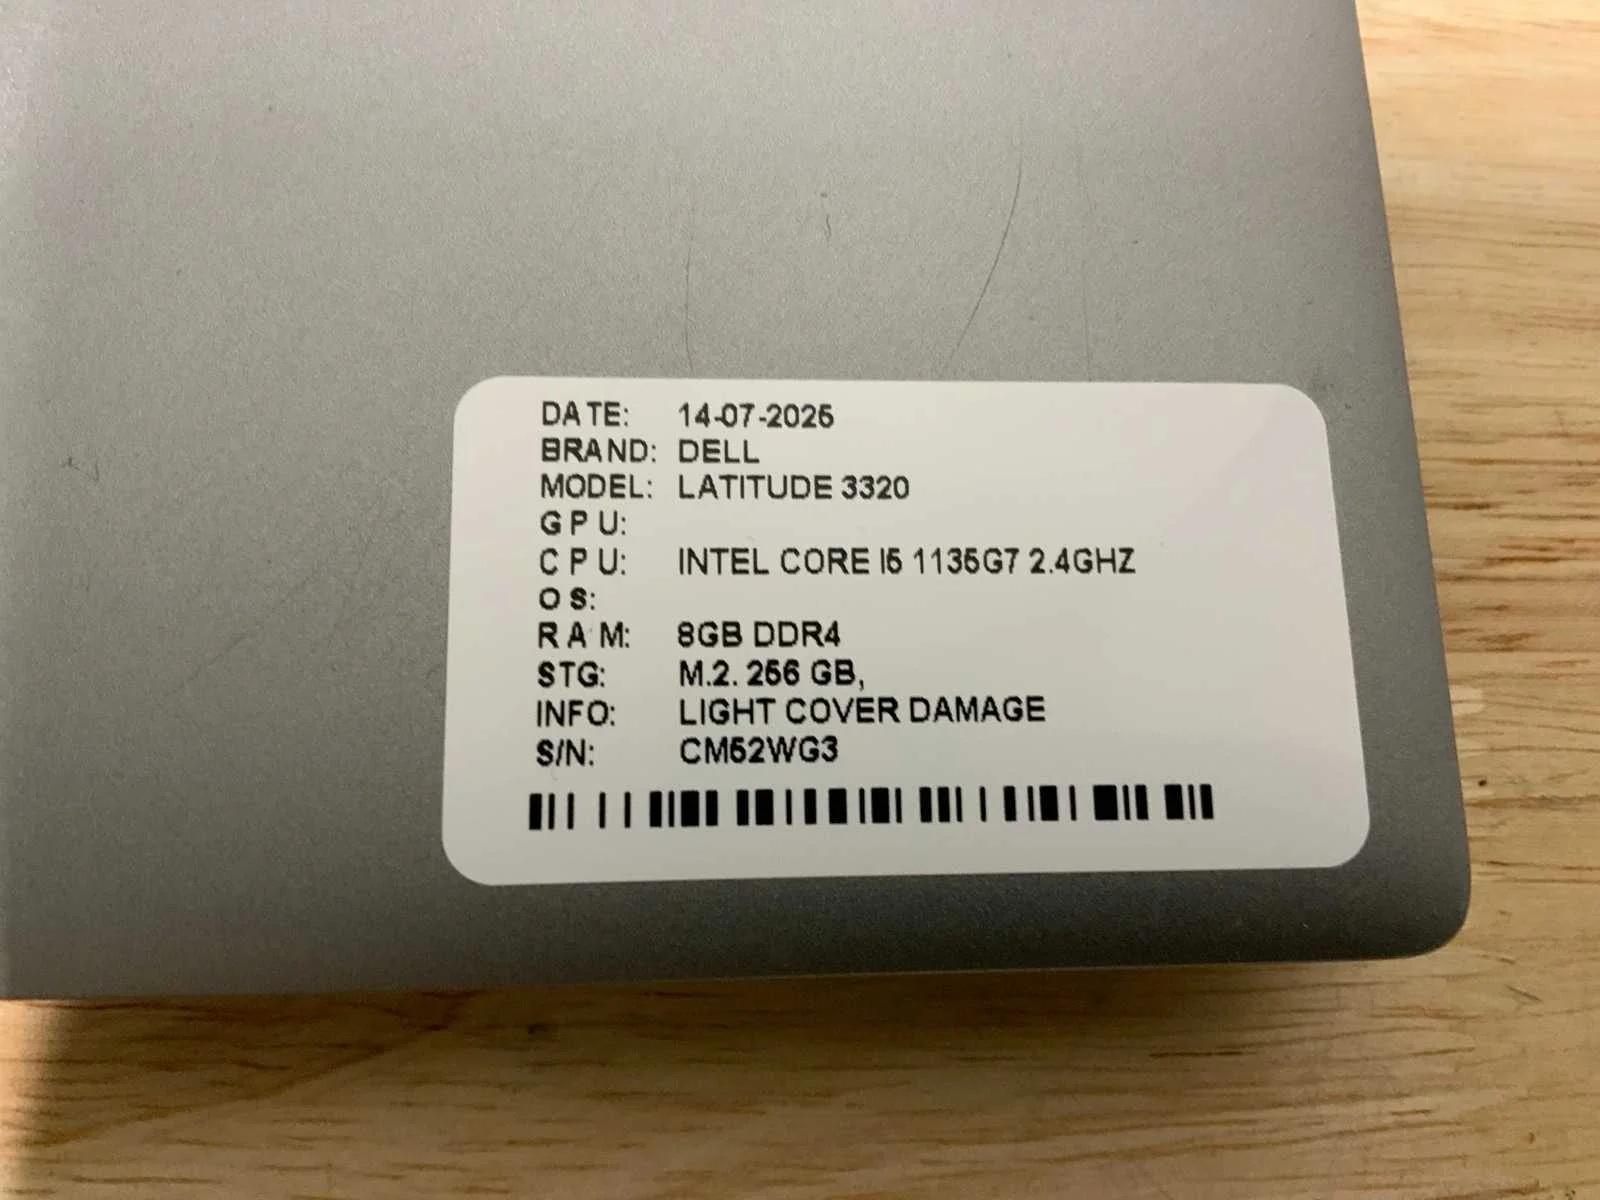 DATE: 14-07-2025
BRAND: DELL
MODEL: LATITUDE 3320
GPU:
CPU: INTEL CORE I5 1135G7 2.4GHZ
OS:
RAM: 8GB DDR4
STG: M.2. 256 GB,
INFO: LIGHT COVER DAMAGE
S/N: CM52WG3